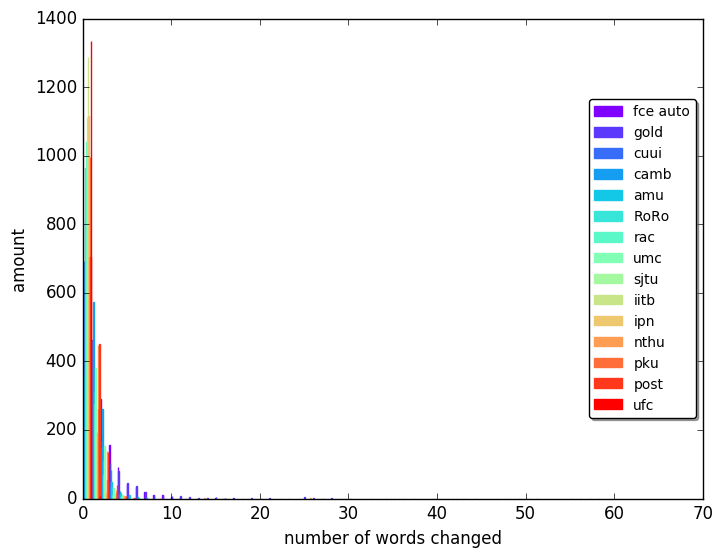 1400
1200
1000
800
600
400
200
0
amount
0 10 20 30 40 50 60 70
number of words changed
fce auto
gold
cuui
camb
amu
RoRo
rac
umc
sjtu
iitb
ipn
nthu
pku
post
ufc